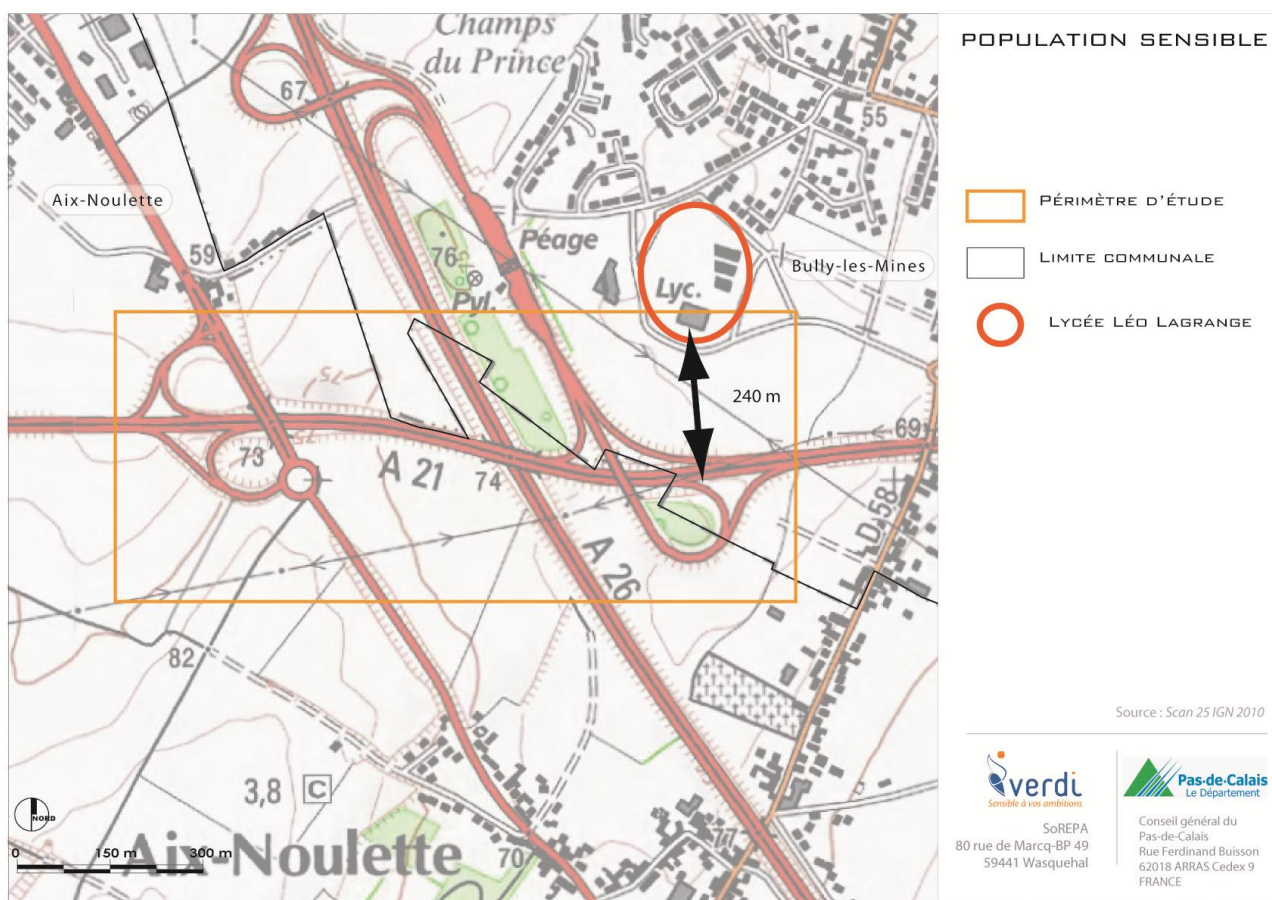 POPULATION SENSIBLE
Champs
du Prince
67
55
Aix-Noulette
59
76
Péage
Pyl.
Lyc.
Bully-les-Mines
PÉRIMÈTRE D'ÉTUDE
LIMITE COMMUNALE
LYCÉE LÉO LAGRANGE
75
240 m
69
73
75
A 21
74
D 58
A 26
82
3,8
C
Aix-Noulette
70
77
NORD
0
150 m
300 m
Source : Scan 25 IGN 2010
verdi
Sensible à vos ambitions
SoREPA
80 rue de Marcq-BP 49
59441 Wasquehal
Pas-de-Calais
Le Département
Conseil général du
Pas-de-Calais
Rue Ferdinand Buisson
62018 ARRAS Cedex 9
FRANCE